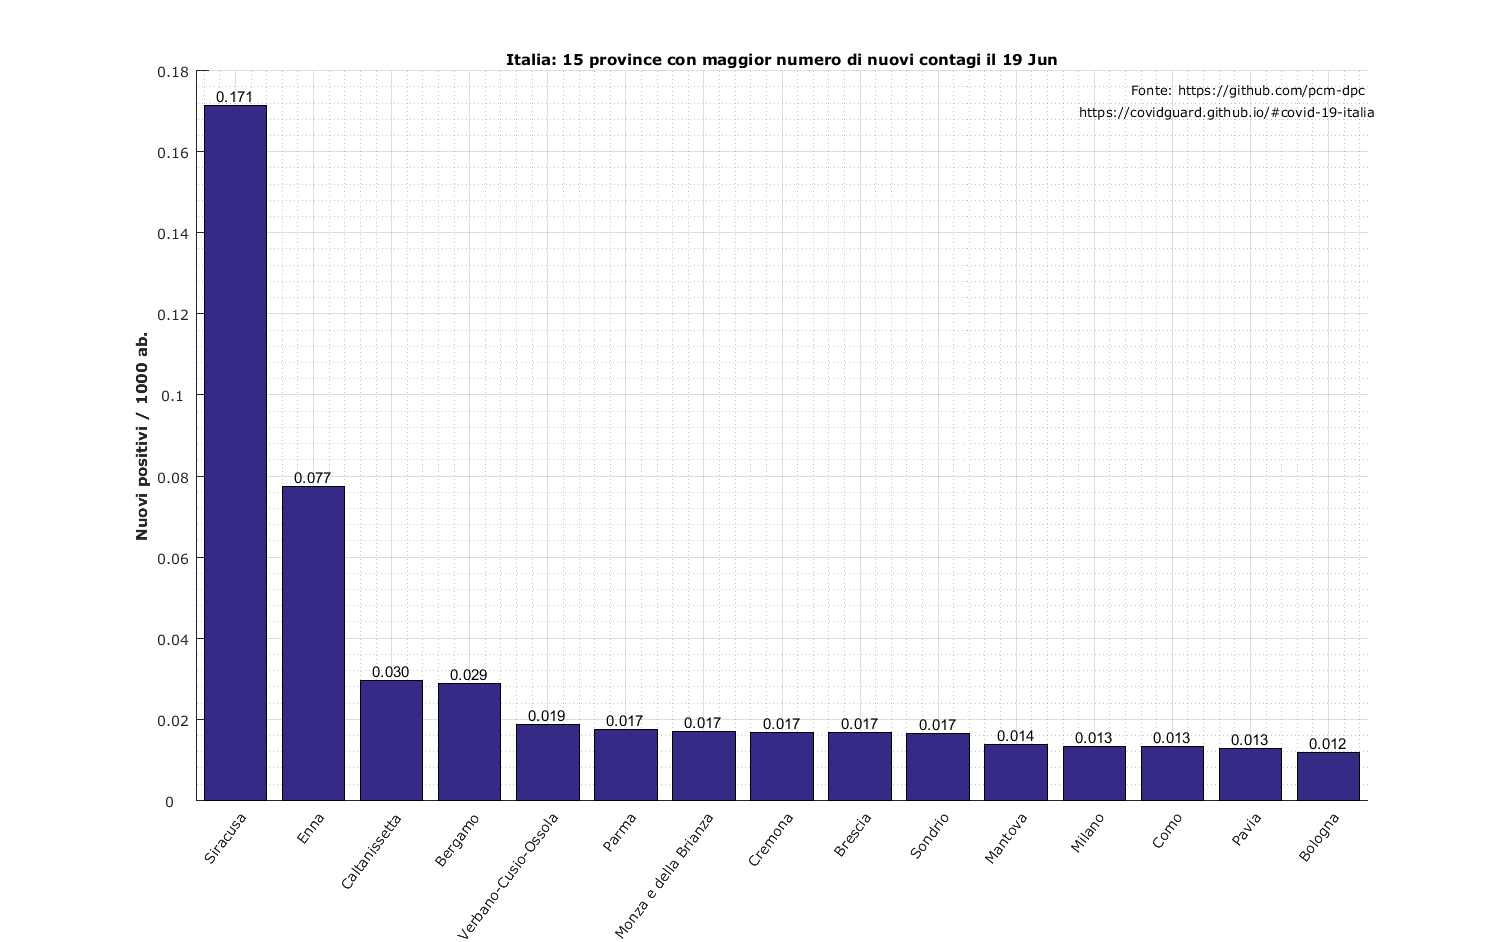 Italia: 15 province con maggior numero di nuovi contagi il 19 Jun
Fonte: https://github.com/pcm-dpc
https://covidguard.github.io/#covid-19-italia
Nuovi positivi / 1000 ab.
0.18
0.16
0.14
0.12
0.1
0.08
0.06
0.04
0.02
0
0.171
0.077
0.030
0.029
0.019
0.017
0.017
0.017
0.017
0.017
0.014
0.013
0.013
0.013
0.012
Siracusa
Enna
Caltanissetta
Bergamo
Verbano-Cusio-Ossola
Parma
Monza e della Brianza
Cremona
Brescia
Sondrio
Mantova
Milano
Como
Pavia
Bologna